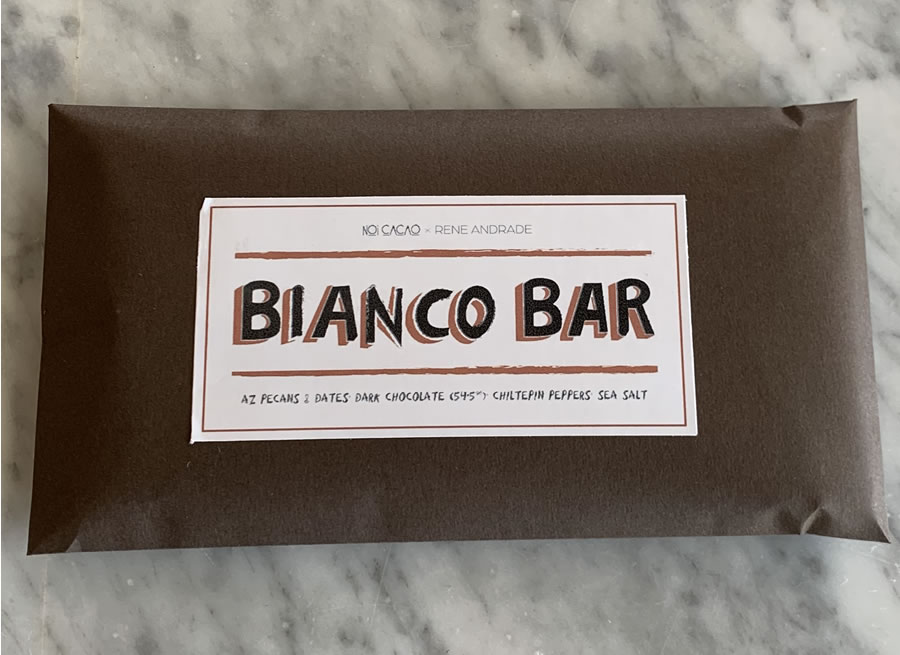 NOI CACAO × RENE ANDRADE
BIANCO BAR
AZ PECANS & DATES· DARK CHOCOLATE (54.5%)· CHILTEPIN PEPPERS· SEA SALT